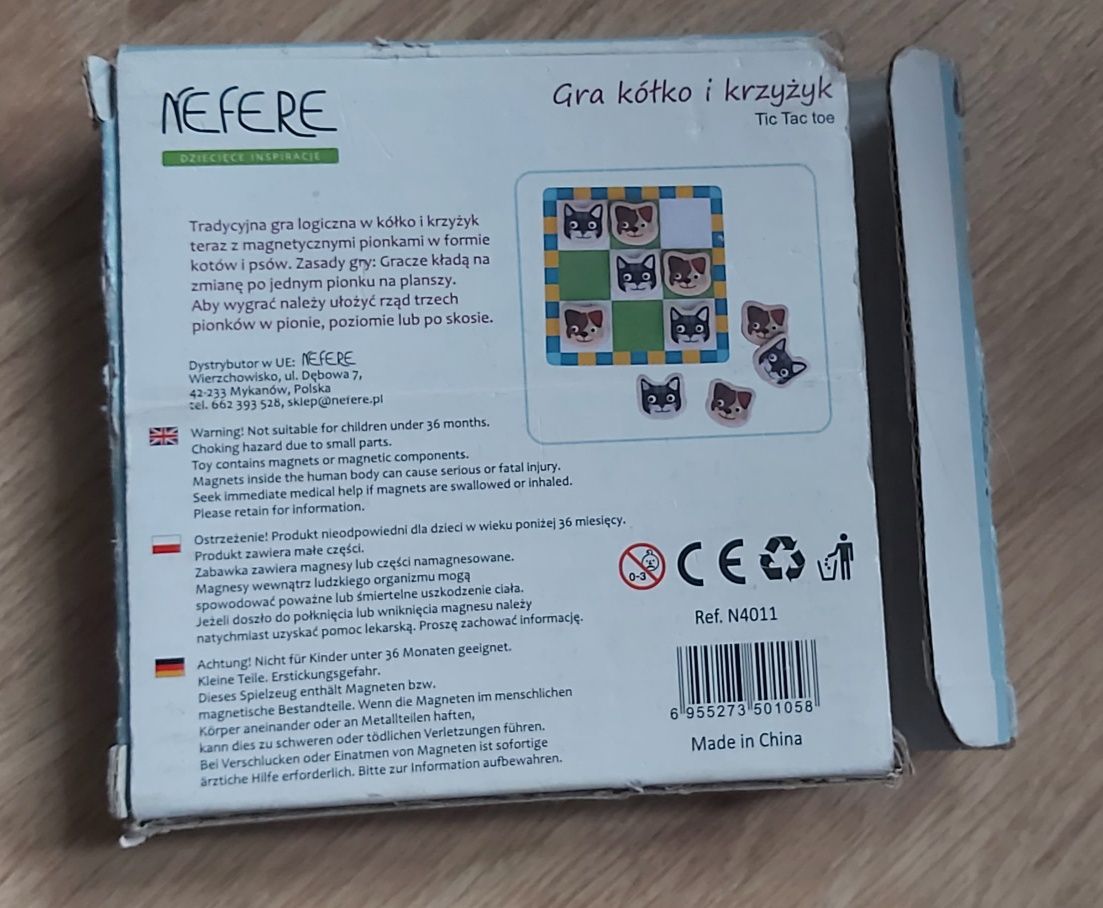 NEFERE
DZIECIĘCE INSPIRACJE
Gra kółko i krzyżyk
Tic Tac toe
Tradycyjna gra logiczna w kółko i krzyżyk
teraz z magnetycznymi pionkami w formie
kotów i psów. Zasady gry: Gracze kładą na
zmianę po jednym pionku na planszy.
Aby wygrać należy ułożyć rząd trzech
pionków w pionie, poziomie lub po skosie.
Dystrybutor w UE: NEFERE
Wierzchowisko, ul. Dębowa 7,
42-233 Mykanów, Polska
tel. 662 393 528, sklep@nefere.pl
Warning! Not suitable for children under 36 months.
Choking hazard due to small parts.
Toy contains magnets or magnetic components.
Magnets inside the human body can cause serious or fatal injury.
Seek immediate medical help if magnets are swallowed or inhaled.
Please retain for information.
Ostrzeżenie! Produkt nieodpowiedni dla dzieci w wieku poniżej 36 miesięcy.
Produkt zawiera małe części.
Zabawka zawiera magnesy lub części namagnesowane.
Magnesy wewnątrz ludzkiego organizmu mogą
spowodować poważne lub śmiertelne uszkodzenie ciała.
Jeżeli doszło do połknięcia lub wniknięcia magnesu należy
natychmiast uzyskać pomoc lekarską. Proszę zachować informację.
Achtung! Nicht für Kinder unter 36 Monaten geeignet.
Kleine Teile. Erstickungsgefahr.
Dieses Spielzeug enthält Magneten bzw.
magnetische Bestandteile. Wenn die Magneten im menschlichen
Körper aneinander oder an Metallteilen haften,
kann dies zu schweren oder tödlichen Verletzungen führen.
Bei Verschlucken oder Einatmen von Magneten ist sofortige
ärztiche Hilfe erforderlich. Bitte zur Information aufbewahren.
0-3
CE
Ref. N4011
6 955273 501058
Made in China